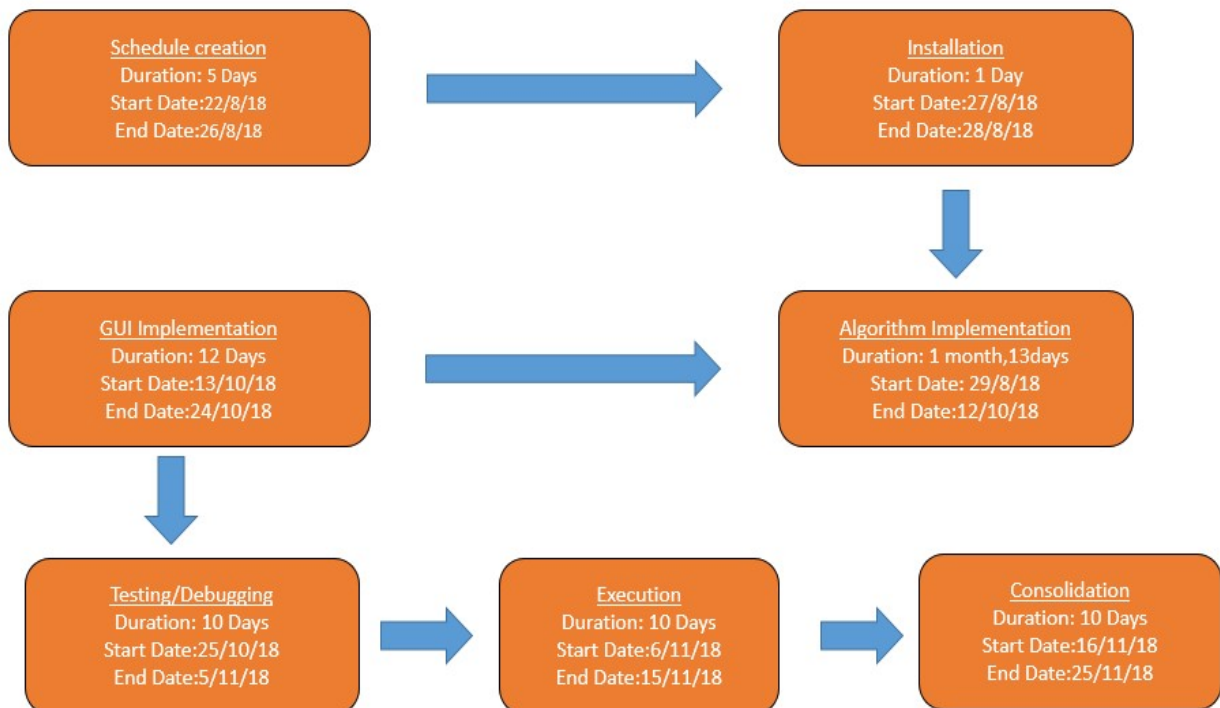 Schedule creation
Duration: 5 Days
Start Date:22/8/18
End Date:26/8/18
Installation
Duration: 1 Day
Start Date:27/8/18
End Date:28/8/18
GUI Implementation
Duration: 12 Days
Start Date:13/10/18
End Date:24/10/18
Algorithm Implementation
Duration: 1 month,13days
Start Date: 29/8/18
End Date:12/10/18
Testing/Debugging
Duration: 10 Days
Start Date:25/10/18
End Date:5/11/18
Execution
Duration: 10 Days
Start Date:6/11/18
End Date:15/11/18
Consolidation
Duration: 10 Days
Start Date:16/11/18
End Date:25/11/18